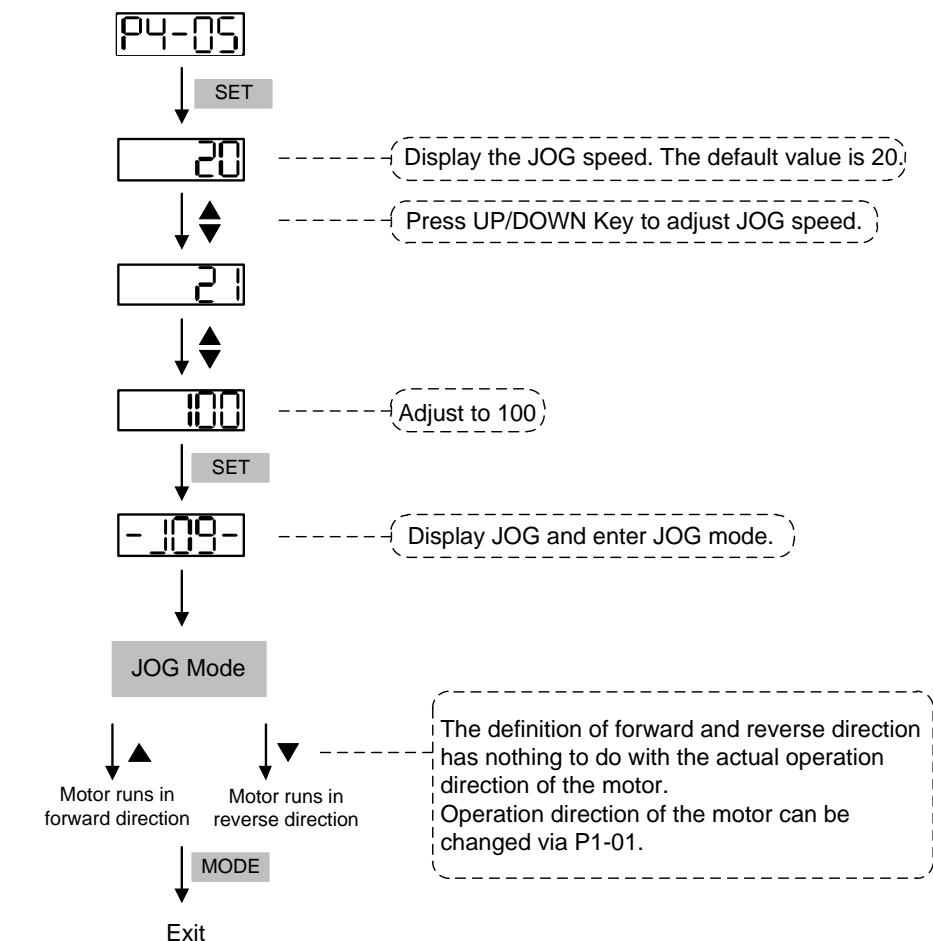 P4-05
SET
20
Display the JOG speed. The default value is 20.
Press UP/DOWN Key to adjust JOG speed.
21
100
Adjust to 100
SET
-J09-
Display JOG and enter JOG mode.
JOG Mode
The definition of forward and reverse direction
has nothing to do with the actual operation
direction of the motor.
Operation direction of the motor can be
changed via P1-01.
Motor runs in
forward direction
Motor runs in
reverse direction
MODE
Exit